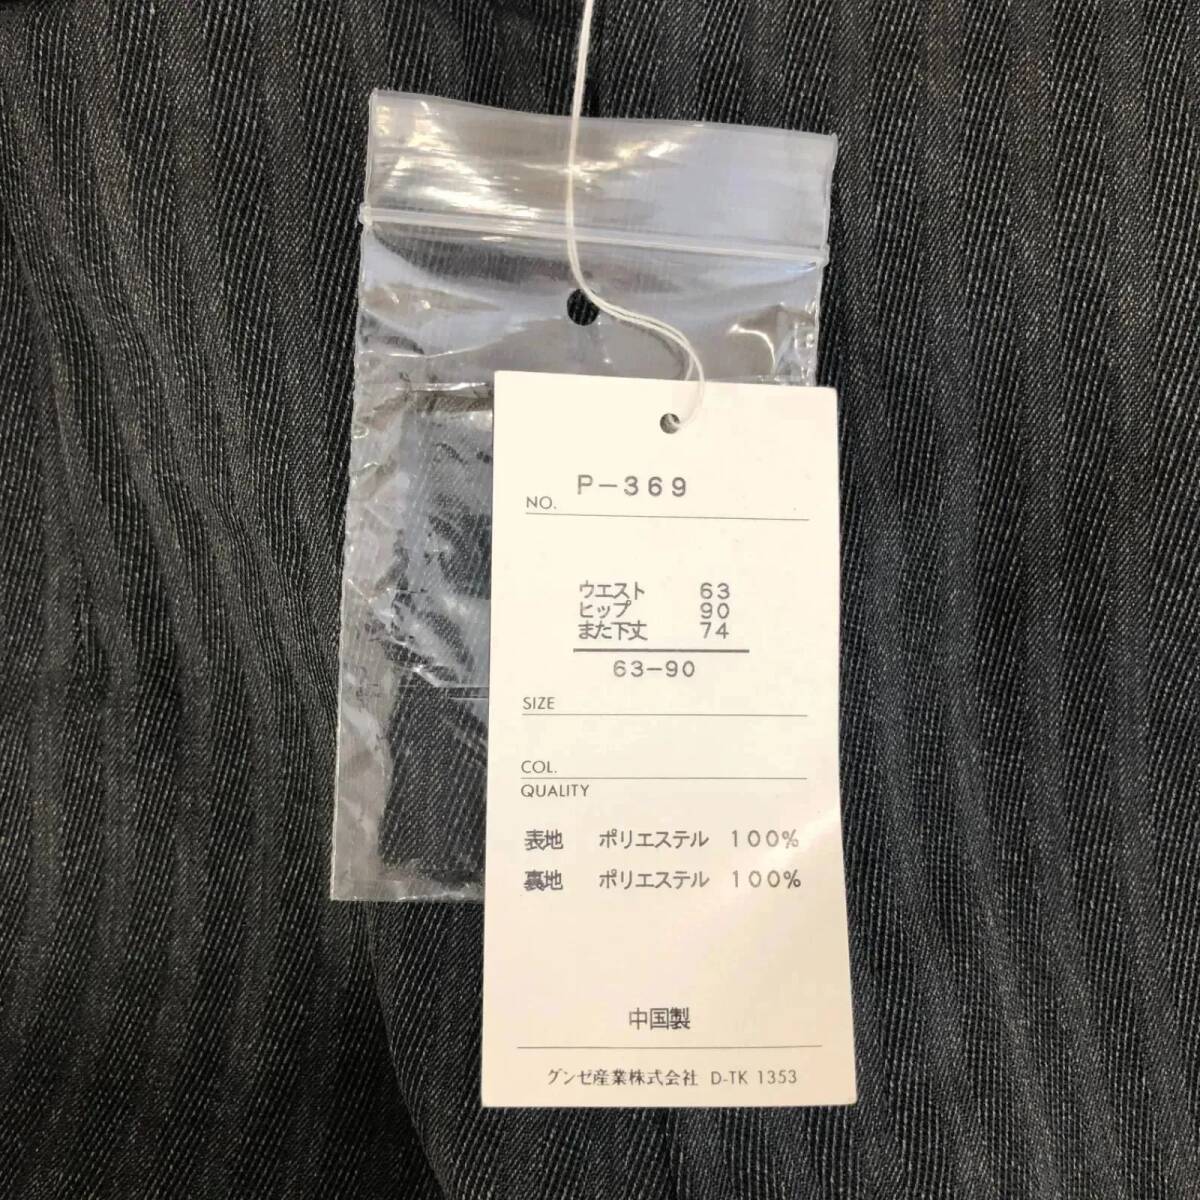 NO. P-369
ウエスト 63
ヒップ 90
また下丈 74
63-90
SIZE
COL.
QUALITY
表地 ポリエステル 100%
裏地 ポリエステル 100%
中国製
グンゼ産業株式会社 D-TK 1353